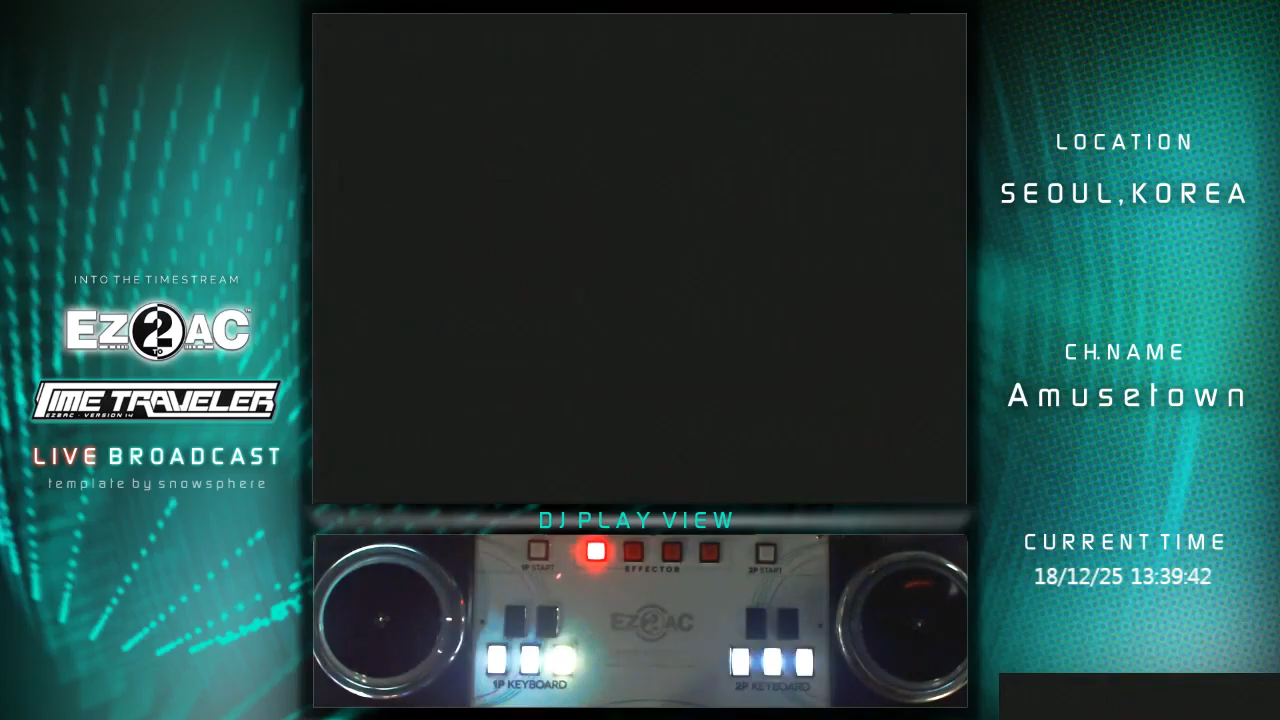 INTO THE TIMESTREAM
EZ2AC
TO
TIME TRAVELER
EZ2AC - VERSION 14
LIVE BROADCAST
template by snowsphere
LOCATION
SEOUL,KOREA
CH.NAME
Amusetown
CURRENT TIME
18/12/25 13:39:42
DJ PLAY VIEW
1P START
EFFECTOR
2P START
EZ2AC
1P KEYBOARD
2P KEYBOARD